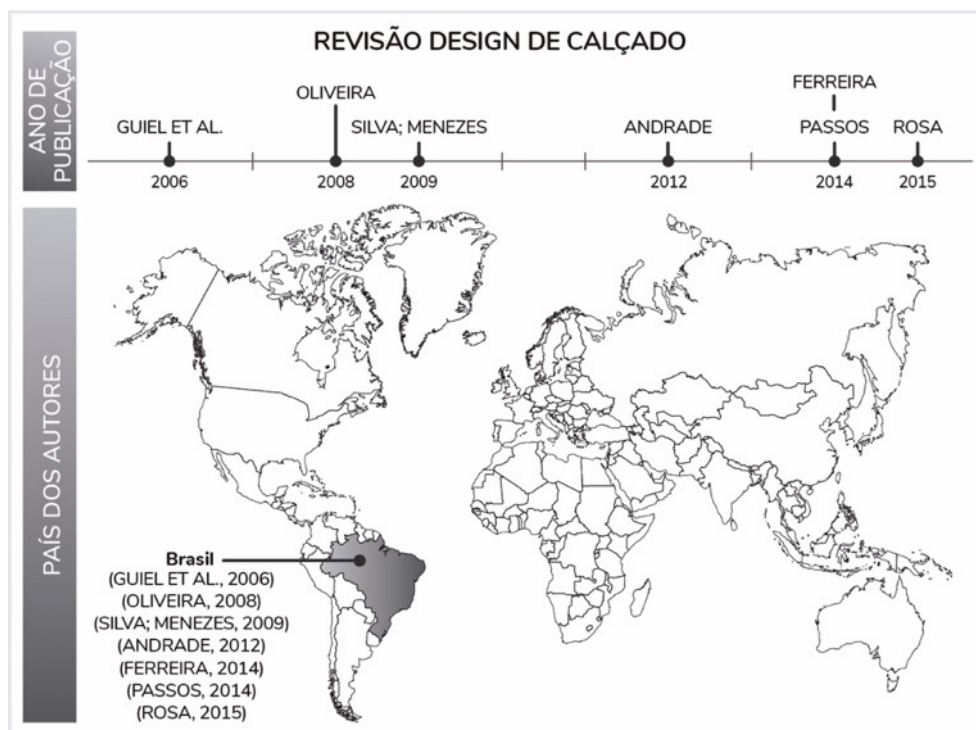 REVISÃO DESIGN DE CALÇADO
ANO DE
PUBLICAÇÃO
FERREIRA
OLIVEIRA
GUIEL ET AL.
SILVA; MENEZES
ANDRADE
PASSOS
ROSA
2006
2008
2009
2012
2014
2015
PAÍS DOS AUTORES
Brasil
(GUIEL ET AL., 2006)
(OLIVEIRA, 2008)
(SILVA; MENEZES, 2009)
(ANDRADE, 2012)
(FERREIRA, 2014)
(PASSOS, 2014)
(ROSA, 2015)